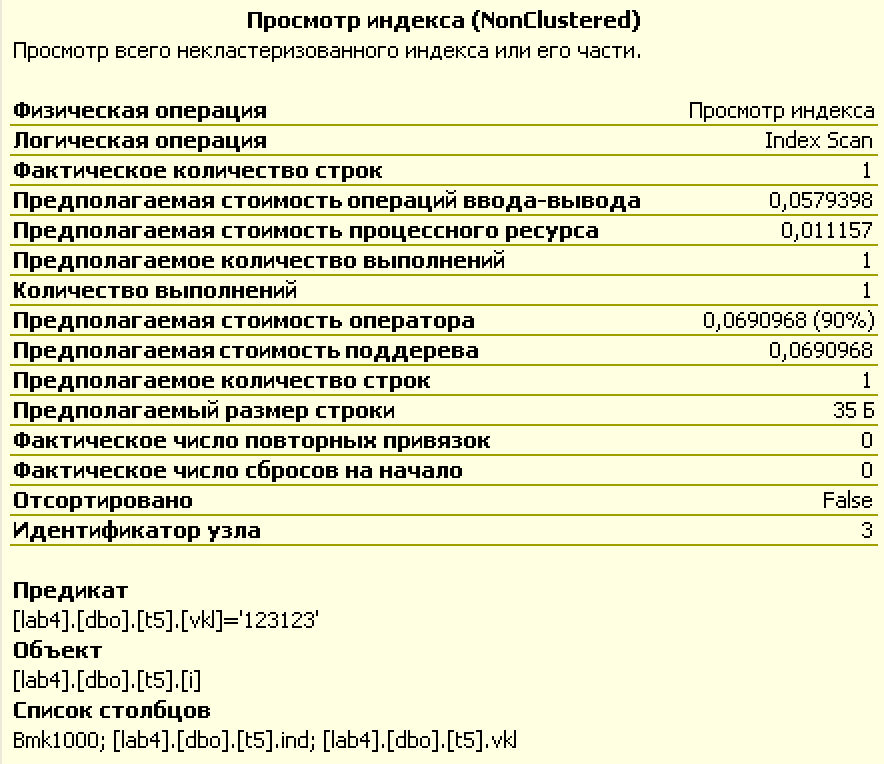 Просмотр индекса (NonClustered)
Просмотр всего некластеризованного индекса или его части.
Физическая операция Просмотр индекса
Логическая операция Index Scan
Фактическое количество строк 1
Предполагаемая стоимость операций ввода-вывода 0,0579398
Предполагаемая стоимость процессного ресурса 0,011157
Предполагаемое количество выполнений 1
Количество выполнений 1
Предполагаемая стоимость оператора 0,0690968 (90%)
Предполагаемая стоимость поддерева 0,0690968
Предполагаемое количество строк 1
Предполагаемый размер строки 35 Б
Фактическое число повторных привязок 0
Фактическое число сбросов на начало 0
Отсортировано False
Идентификатор узла 3
Предикат
[lab4].[dbo].[t5].[vkl]='123123'
Объект
[lab4].[dbo].[t5].[i]
Список столбцов
Bmk1000; [lab4].[dbo].[t5].ind; [lab4].[dbo].[t5].vkl